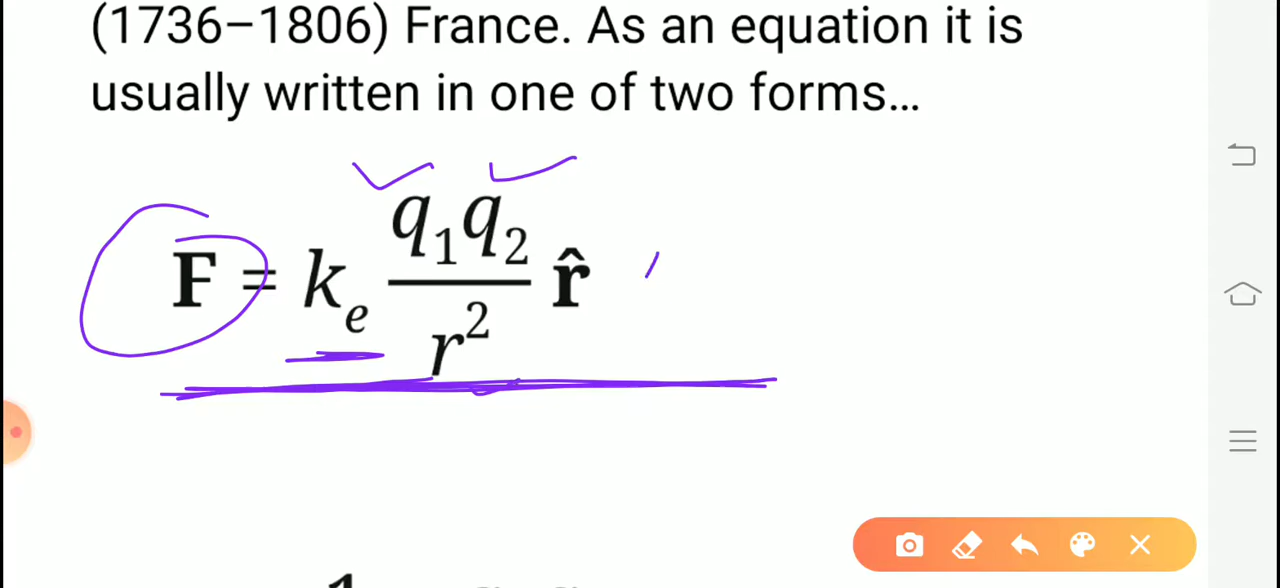 (1736–1806) France. As an equation it is
usually written in one of two forms...
F = kₑ q₁q₂ / r² r̂